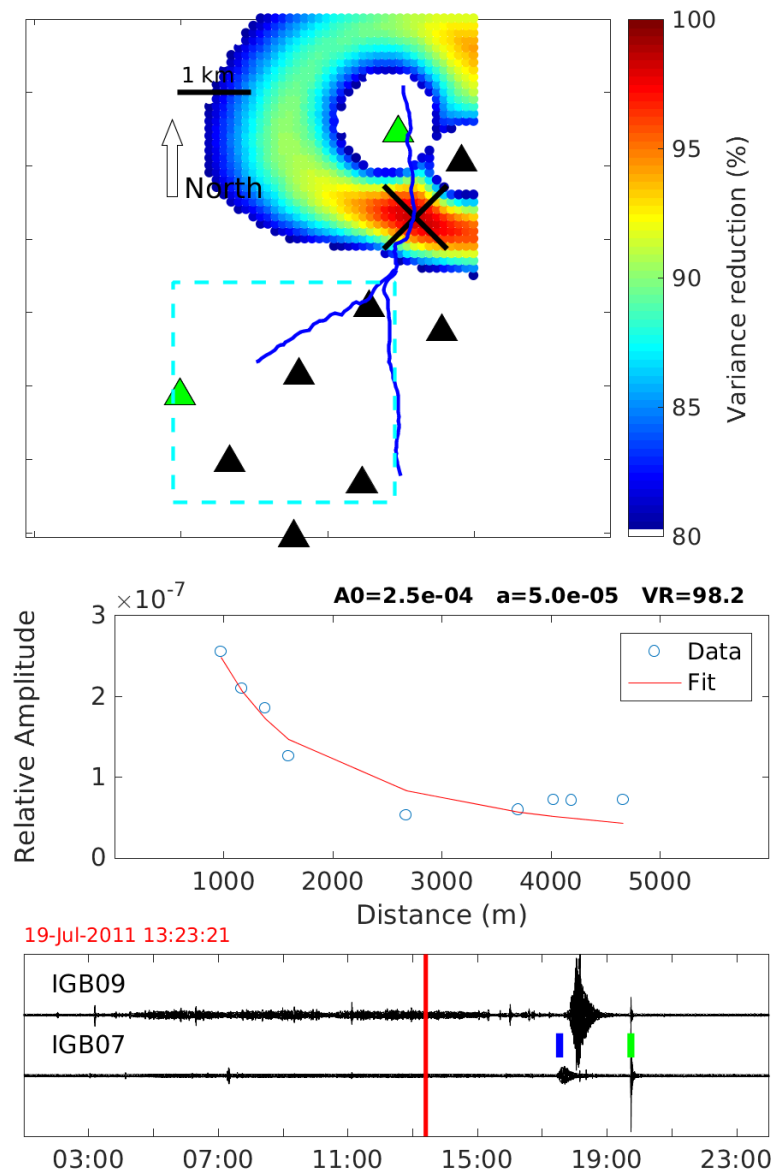 1 km
North
100
95
90
85
80
Variance reduction (%)
×10^-7
A0=2.5e-04 a=5.0e-05 VR=98.2
3
2
1
0
Relative Amplitude
Data
Fit
1000 2000 3000 4000 5000
Distance (m)
19-Jul-2011 13:23:21
IGB09
IGB07
03:00 07:00 11:00 15:00 19:00 23:00